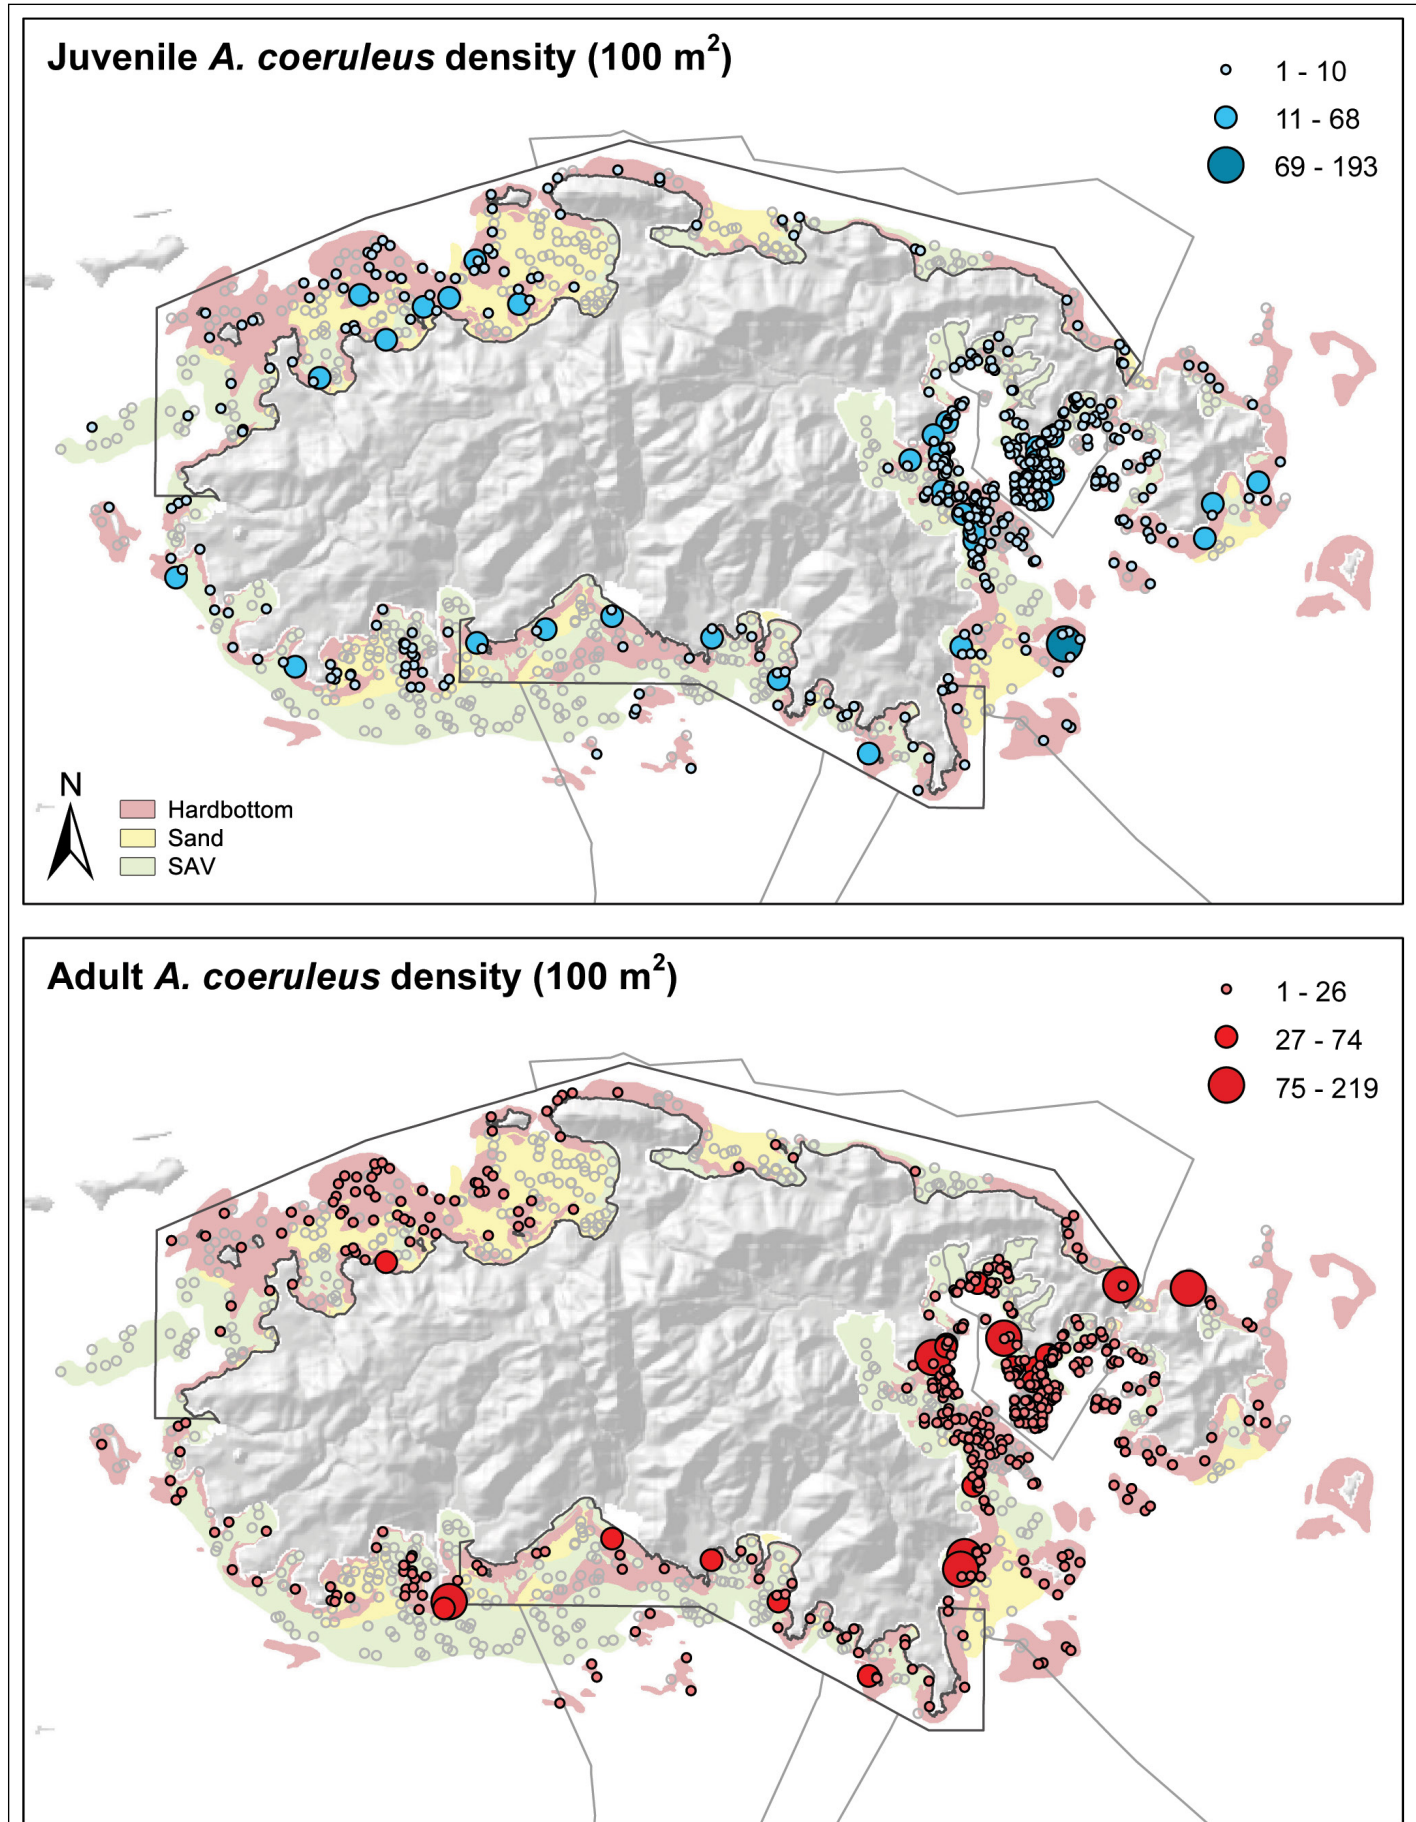 Juvenile A. coeruleus density (100 m²)
1 - 10
11 - 68
69 - 193
N
Hardbottom
Sand
SAV
Adult A. coeruleus density (100 m²)
1 - 26
27 - 74
75 - 219